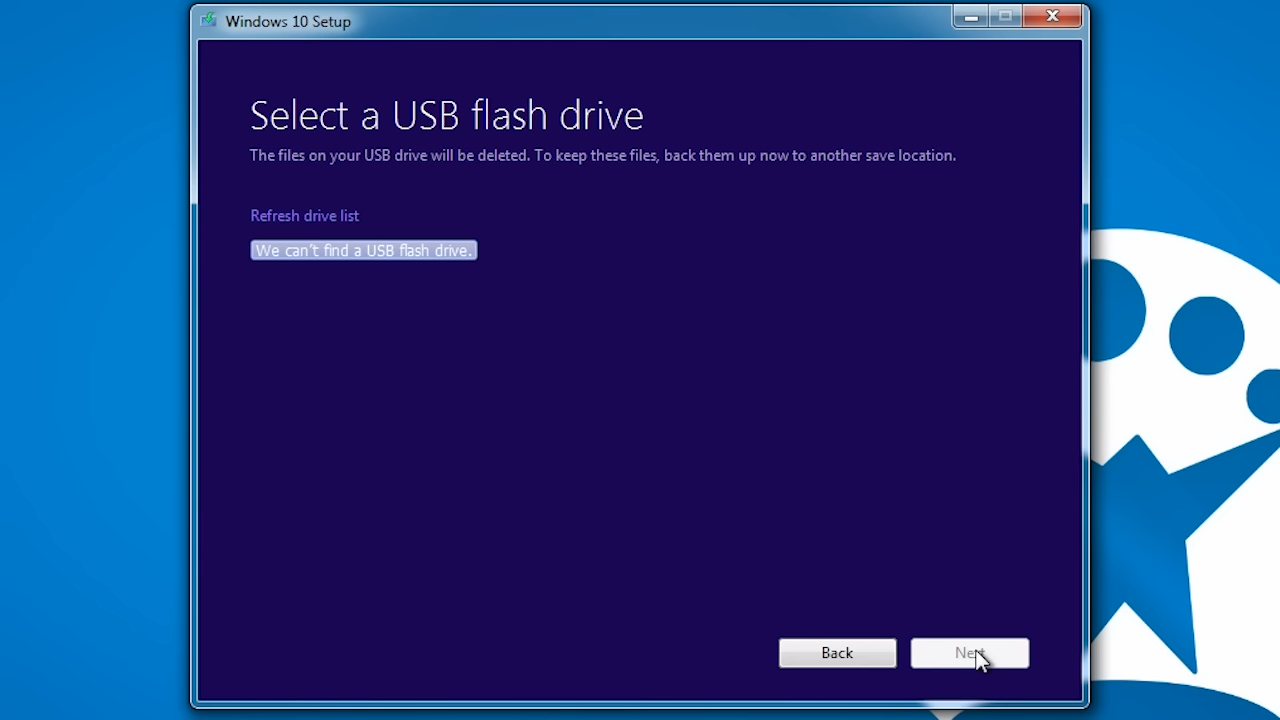 Windows 10 Setup
Select a USB flash drive
The files on your USB drive will be deleted. To keep these files, back them up now to another save location.
Refresh drive list
We can't find a USB flash drive.
Back
Next